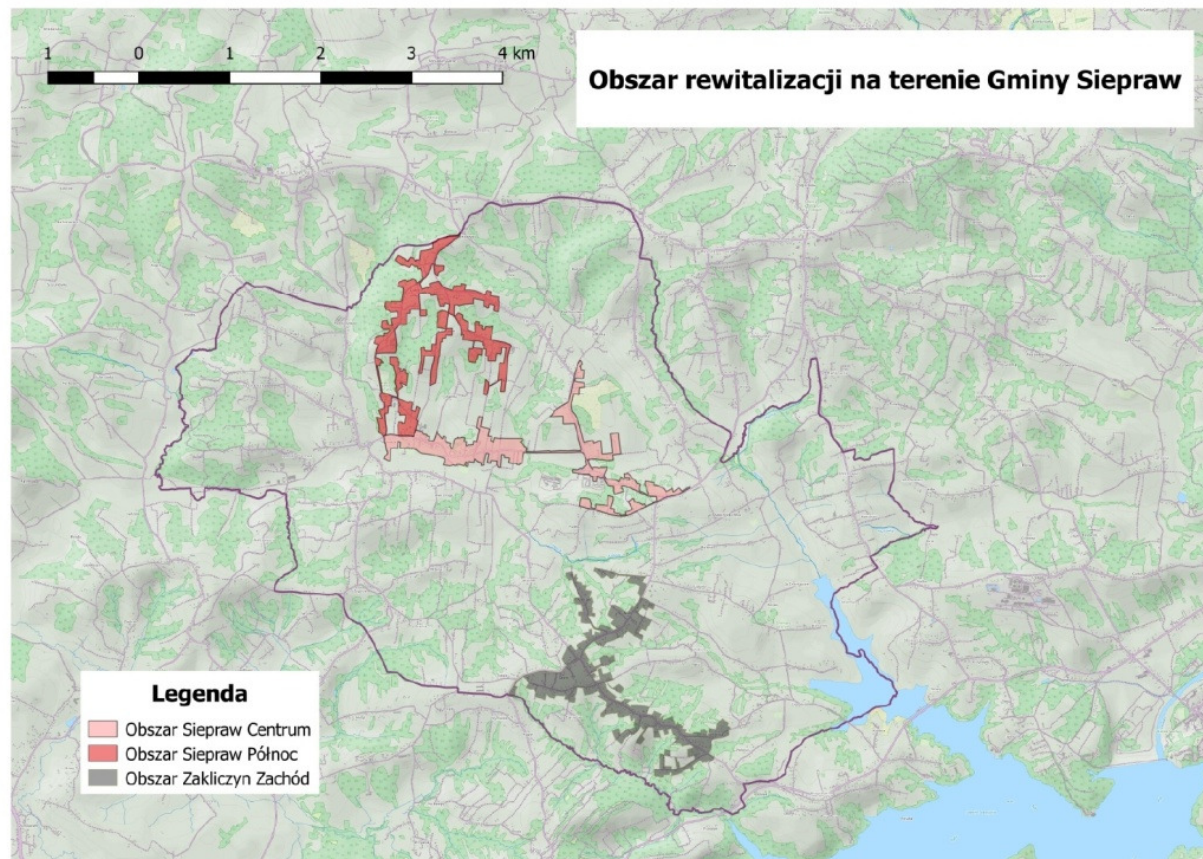 1 0 1 2 3 4 km
Obszar rewitalizacji na terenie Gminy Siepraw
Legenda
Obszar Siepraw Centrum
Obszar Siepraw Północ
Obszar Zakliczyn Zachód